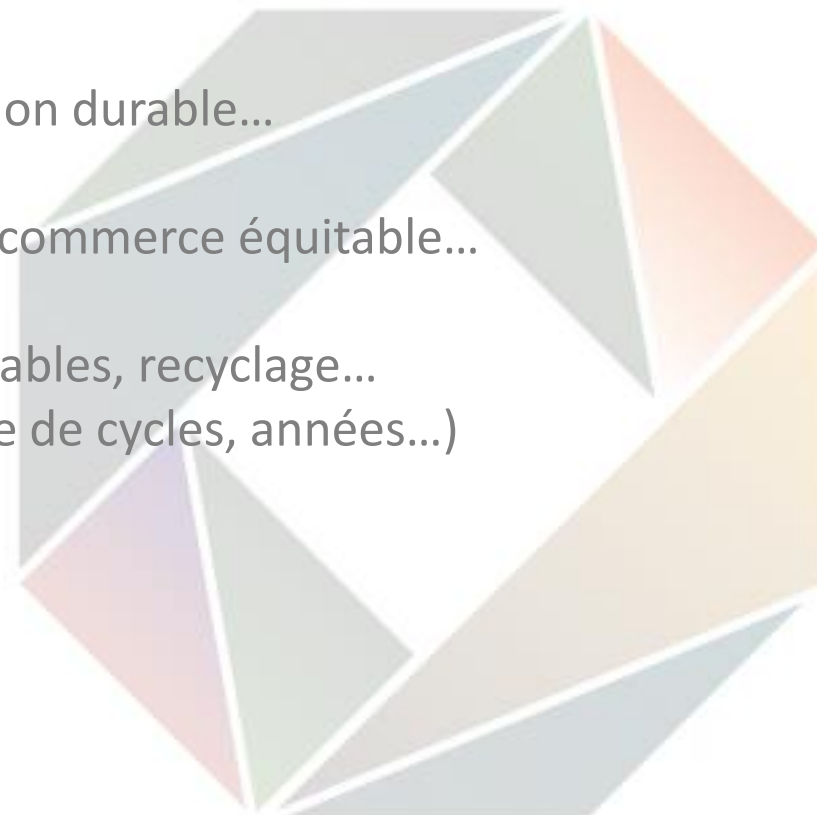 on durable…
commerce équitable…
ables, recyclage…
e de cycles, années…)